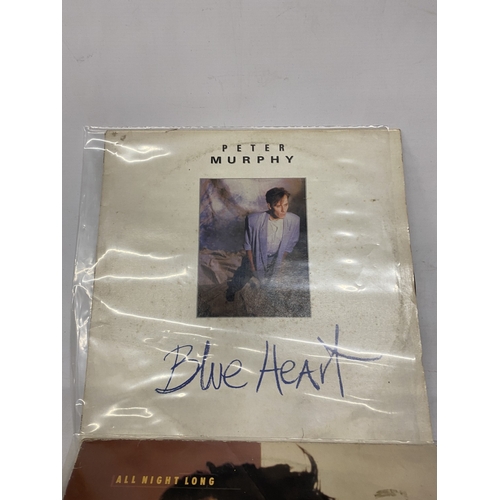 PETER
MURPHY
Blue Heart
ALL NIGHT LONG